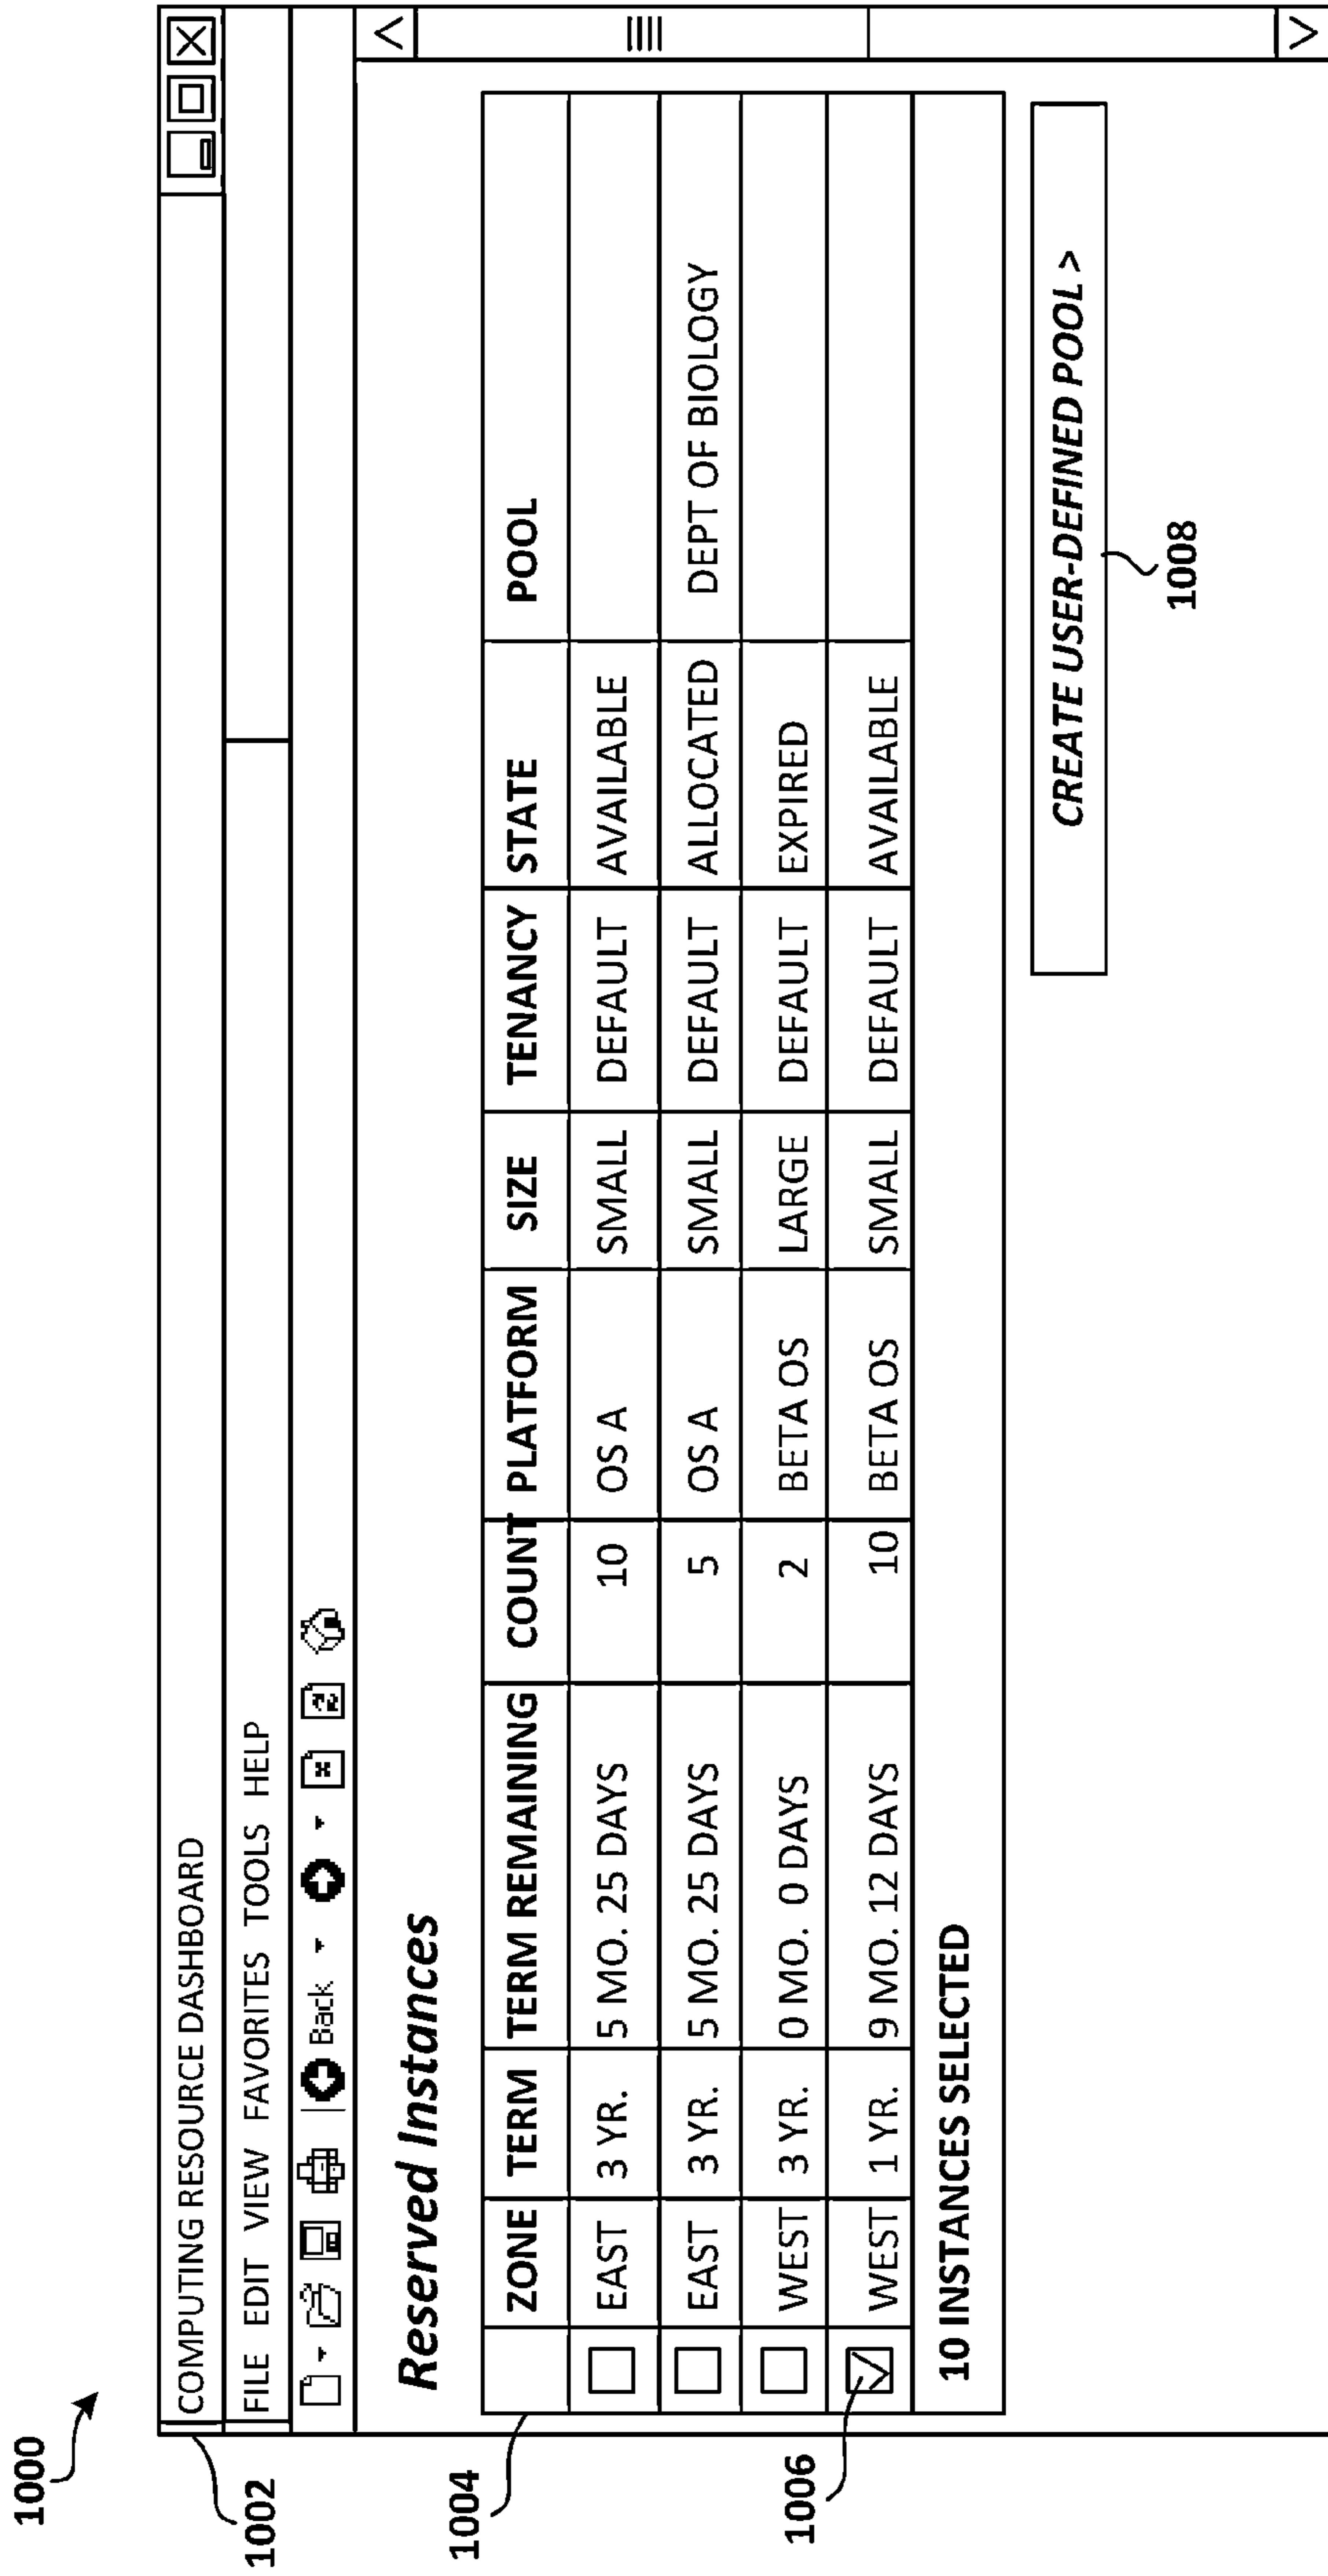 1000
1002
COMPUTING RESOURCE DASHBOARD
FILE EDIT VIEW FAVORITES TOOLS HELP
Back
Reserved Instances
1004
ZONE TERM TERM REMAINING COUNT PLATFORM SIZE TENANCY STATE POOL
EAST 3 YR. 5 MO. 25 DAYS 10 OS A SMALL DEFAULT AVAILABLE
EAST 3 YR. 5 MO. 25 DAYS 5 OS A SMALL DEFAULT ALLOCATED DEPT OF BIOLOGY
WEST 3 YR. 0 MO. 0 DAYS 2 BETA OS LARGE DEFAULT EXPIRED
1006
WEST 1 YR. 9 MO. 12 DAYS 10 BETA OS SMALL DEFAULT AVAILABLE
10 INSTANCES SELECTED
CREATE USER-DEFINED POOL >
1008